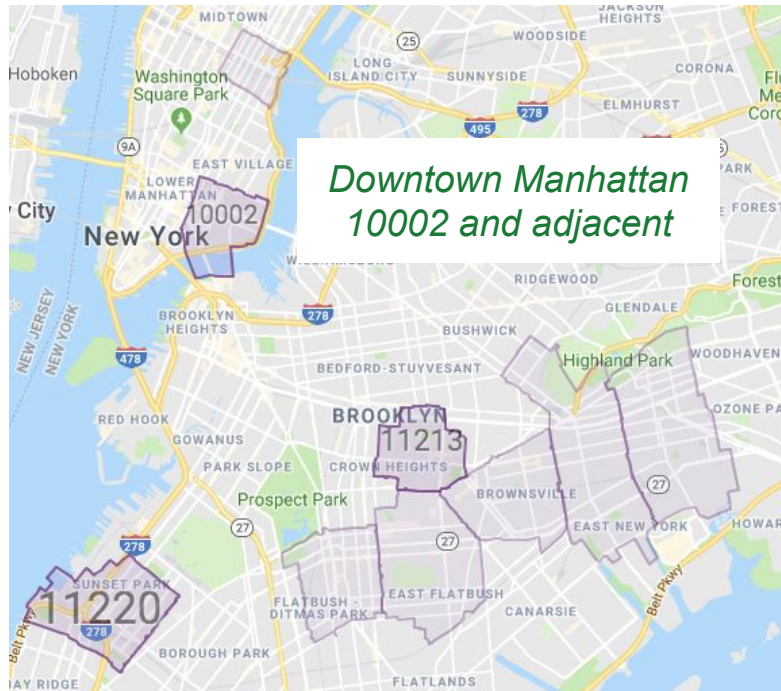 MIDTOWN
JACKSON
HEIGHTS
WOODSIDE
25
LONG
ISLAND CITY
SUNNYSIDE
CORONA
Hoboken
Washington
Square Park
278
ELMHURST
495
9A
EAST VILLAGE
Downtown Manhattan
10002 and adjacent
PARK
LOWER
MANHATTAN
10002
FOREST
y City
New York
RIDGEWOOD
Forest
278
GLENDALE
BROOKLYN
HEIGHTS
BUSHWICK
NEW JERSEY
NEW YORK
478
Highland Park
WOODHAVEN
BEDFORD-STUYVESANT
RED HOOK
BROOKLYN
OZONE PA
GOWANUS
11213
PARK SLOPE
CROWN HEIGHTS
27
Prospect Park
BROWNSVILLE
27
EAST NEW YORK
HOWAR
278
27
SUNSET PARK
11220
FLATBUSH -
DITMAS PARK
EAST FLATBUSH
CANARSIE
Belt Pkwy
278
Belt Pkwy
BOROUGH PARK
AY RIDGE
FLATLANDS